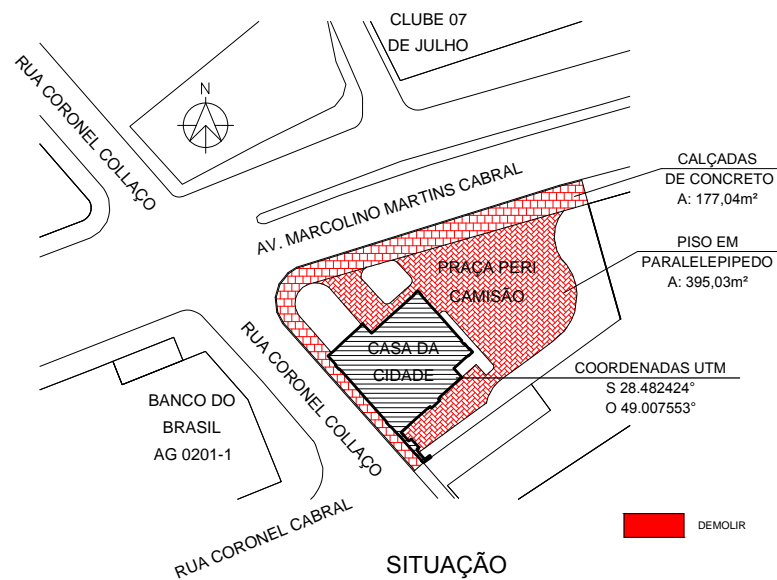 CLUBE 07
DE JULHO
RUA CORONEL COLLAÇO
N
AV. MARCOLINO MARTINS CABRAL
CALÇADAS
DE CONCRETO
A: 177,04m²
PISO EM
PARALELEPIPEDO
A: 395,03m²
PRAÇA PERI
CAMISÃO
CASA DA
CIDADE
COORDENADAS UTM
S 28.482424°
O 49.007553°
RUA CORONEL COLLAÇO
BANCO DO
BRASIL
AG 0201-1
RUA CORONEL CABRAL
DEMOLIR
SITUAÇÃO